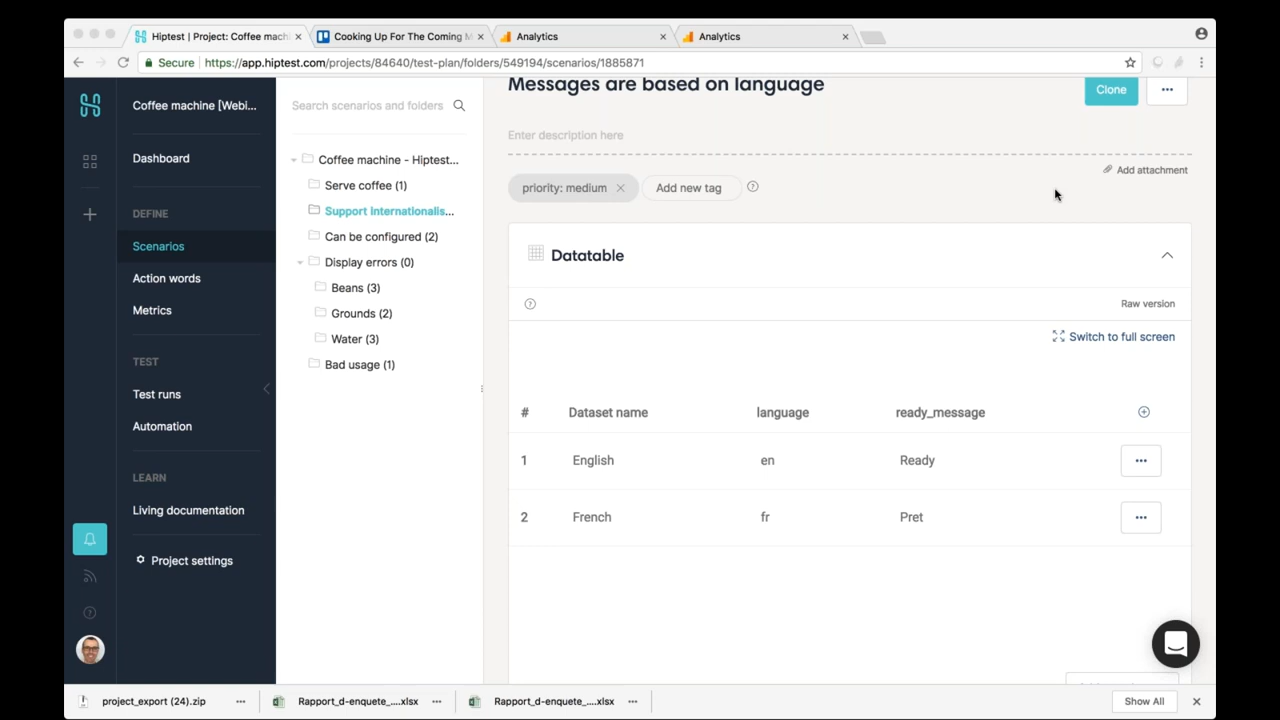 Hiptest | Project: Coffee mach
Cooking Up For The Coming M
Analytics
Analytics
Secure
https://app.hiptest.com/projects/84640/test-plan/folders/549194/scenarios/1885871
Coffee machine [Webi...
Dashboard
DEFINE
Scenarios
Action words
Metrics
TEST
Test runs
Automation
LEARN
Living documentation
Project settings
Search scenarios and folders
Coffee machine - Hiptest...
Serve coffee (1)
Support Internationalis...
Can be configured (2)
Display errors (0)
Beans (3)
Grounds (2)
Water (3)
Bad usage (1)
Messages are based on language
Clone
Enter description here
Add attachment
priority: medium
Add new tag
Datatable
Raw version
Switch to full screen
# Dataset name language ready_message
1 English en Ready
2 French fr Pret
project_export (24).zip
Rapport_d-enquete_....xlsx
Rapport_d-enquete_....xlsx
Show All